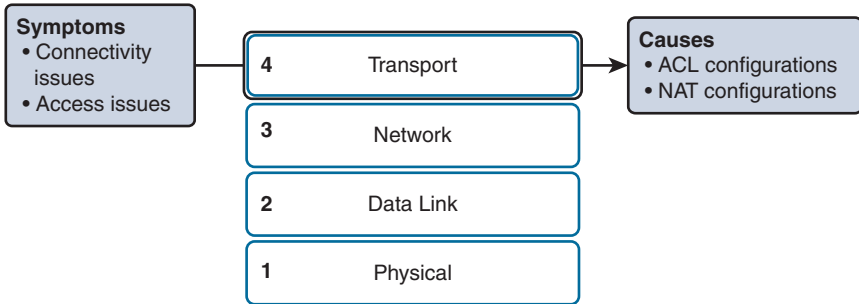 Symptoms
• Connectivity
issues
• Access issues
4 Transport
3 Network
2 Data Link
1 Physical
Causes
• ACL configurations
• NAT configurations